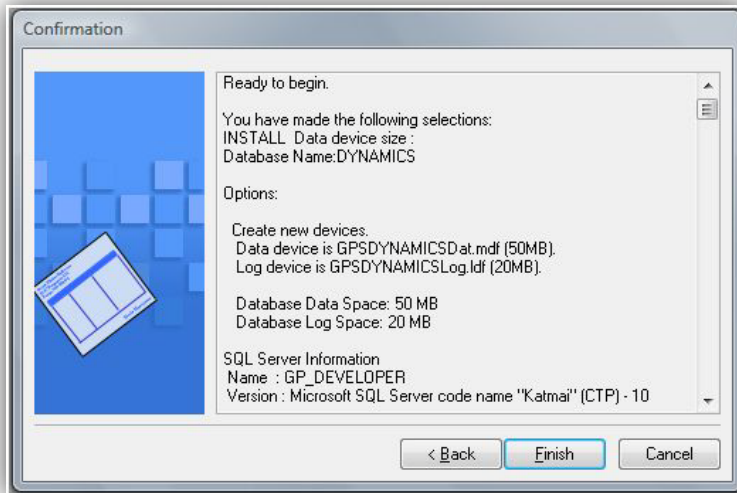 Confirmation
Ready to begin.
You have made the following selections:
INSTALL Data device size :
Database Name:DYNAMICS
Options:
Create new devices.
Data device is GPSDYNAMICSDat.mdf (50MB).
Log device is GPSDYNAMICSLog.ldf (20MB).
Database Data Space: 50 MB
Database Log Space: 20 MB
SQL Server Information
Name : GP_DEVELOPER
Version : Microsoft SQL Server code name "Katmai" (CTP) - 10
< Back
Finish
Cancel